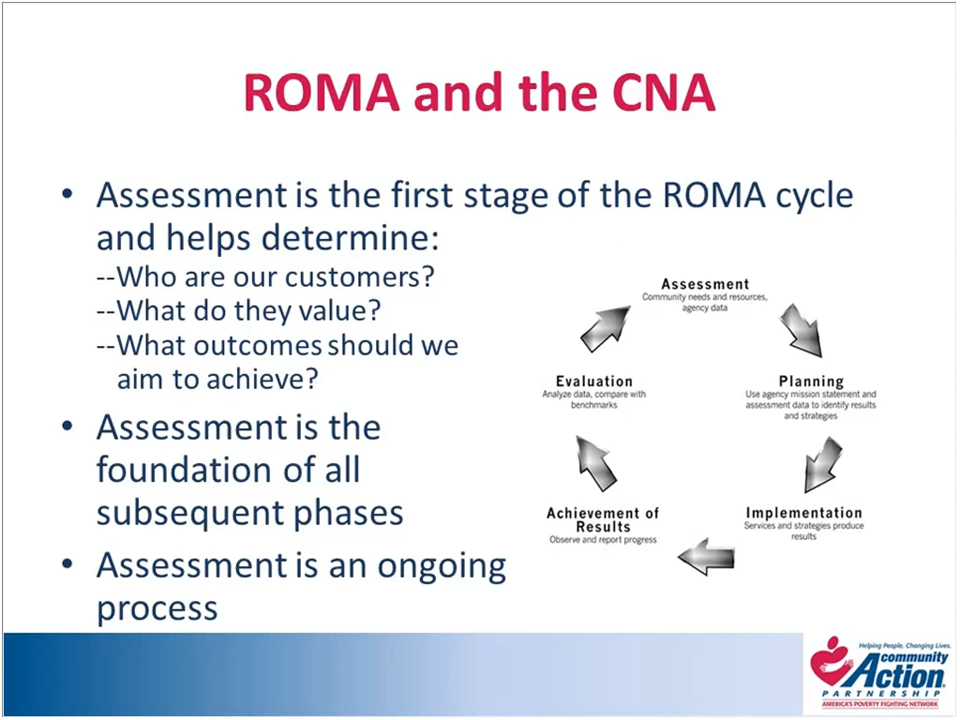 ROMA and the CNA
• Assessment is the first stage of the ROMA cycle
and helps determine:
--Who are our customers?
--What do they value?
--What outcomes should we
aim to achieve?
• Assessment is the
foundation of all
subsequent phases
• Assessment is an ongoing
process
Assessment
Community needs and resources,
agency data
Planning
Use agency mission statement and
assessment data to identify results
and strategies
Implementation
Services and strategies produce
results
Achievement of
Results
Observe and report progress
Evaluation
Analyze data, compare with
benchmarks
Helping People. Changing Lives.
community
Action
PARTNERSHIP
AMERICA'S POVERTY FIGHTING NETWORK